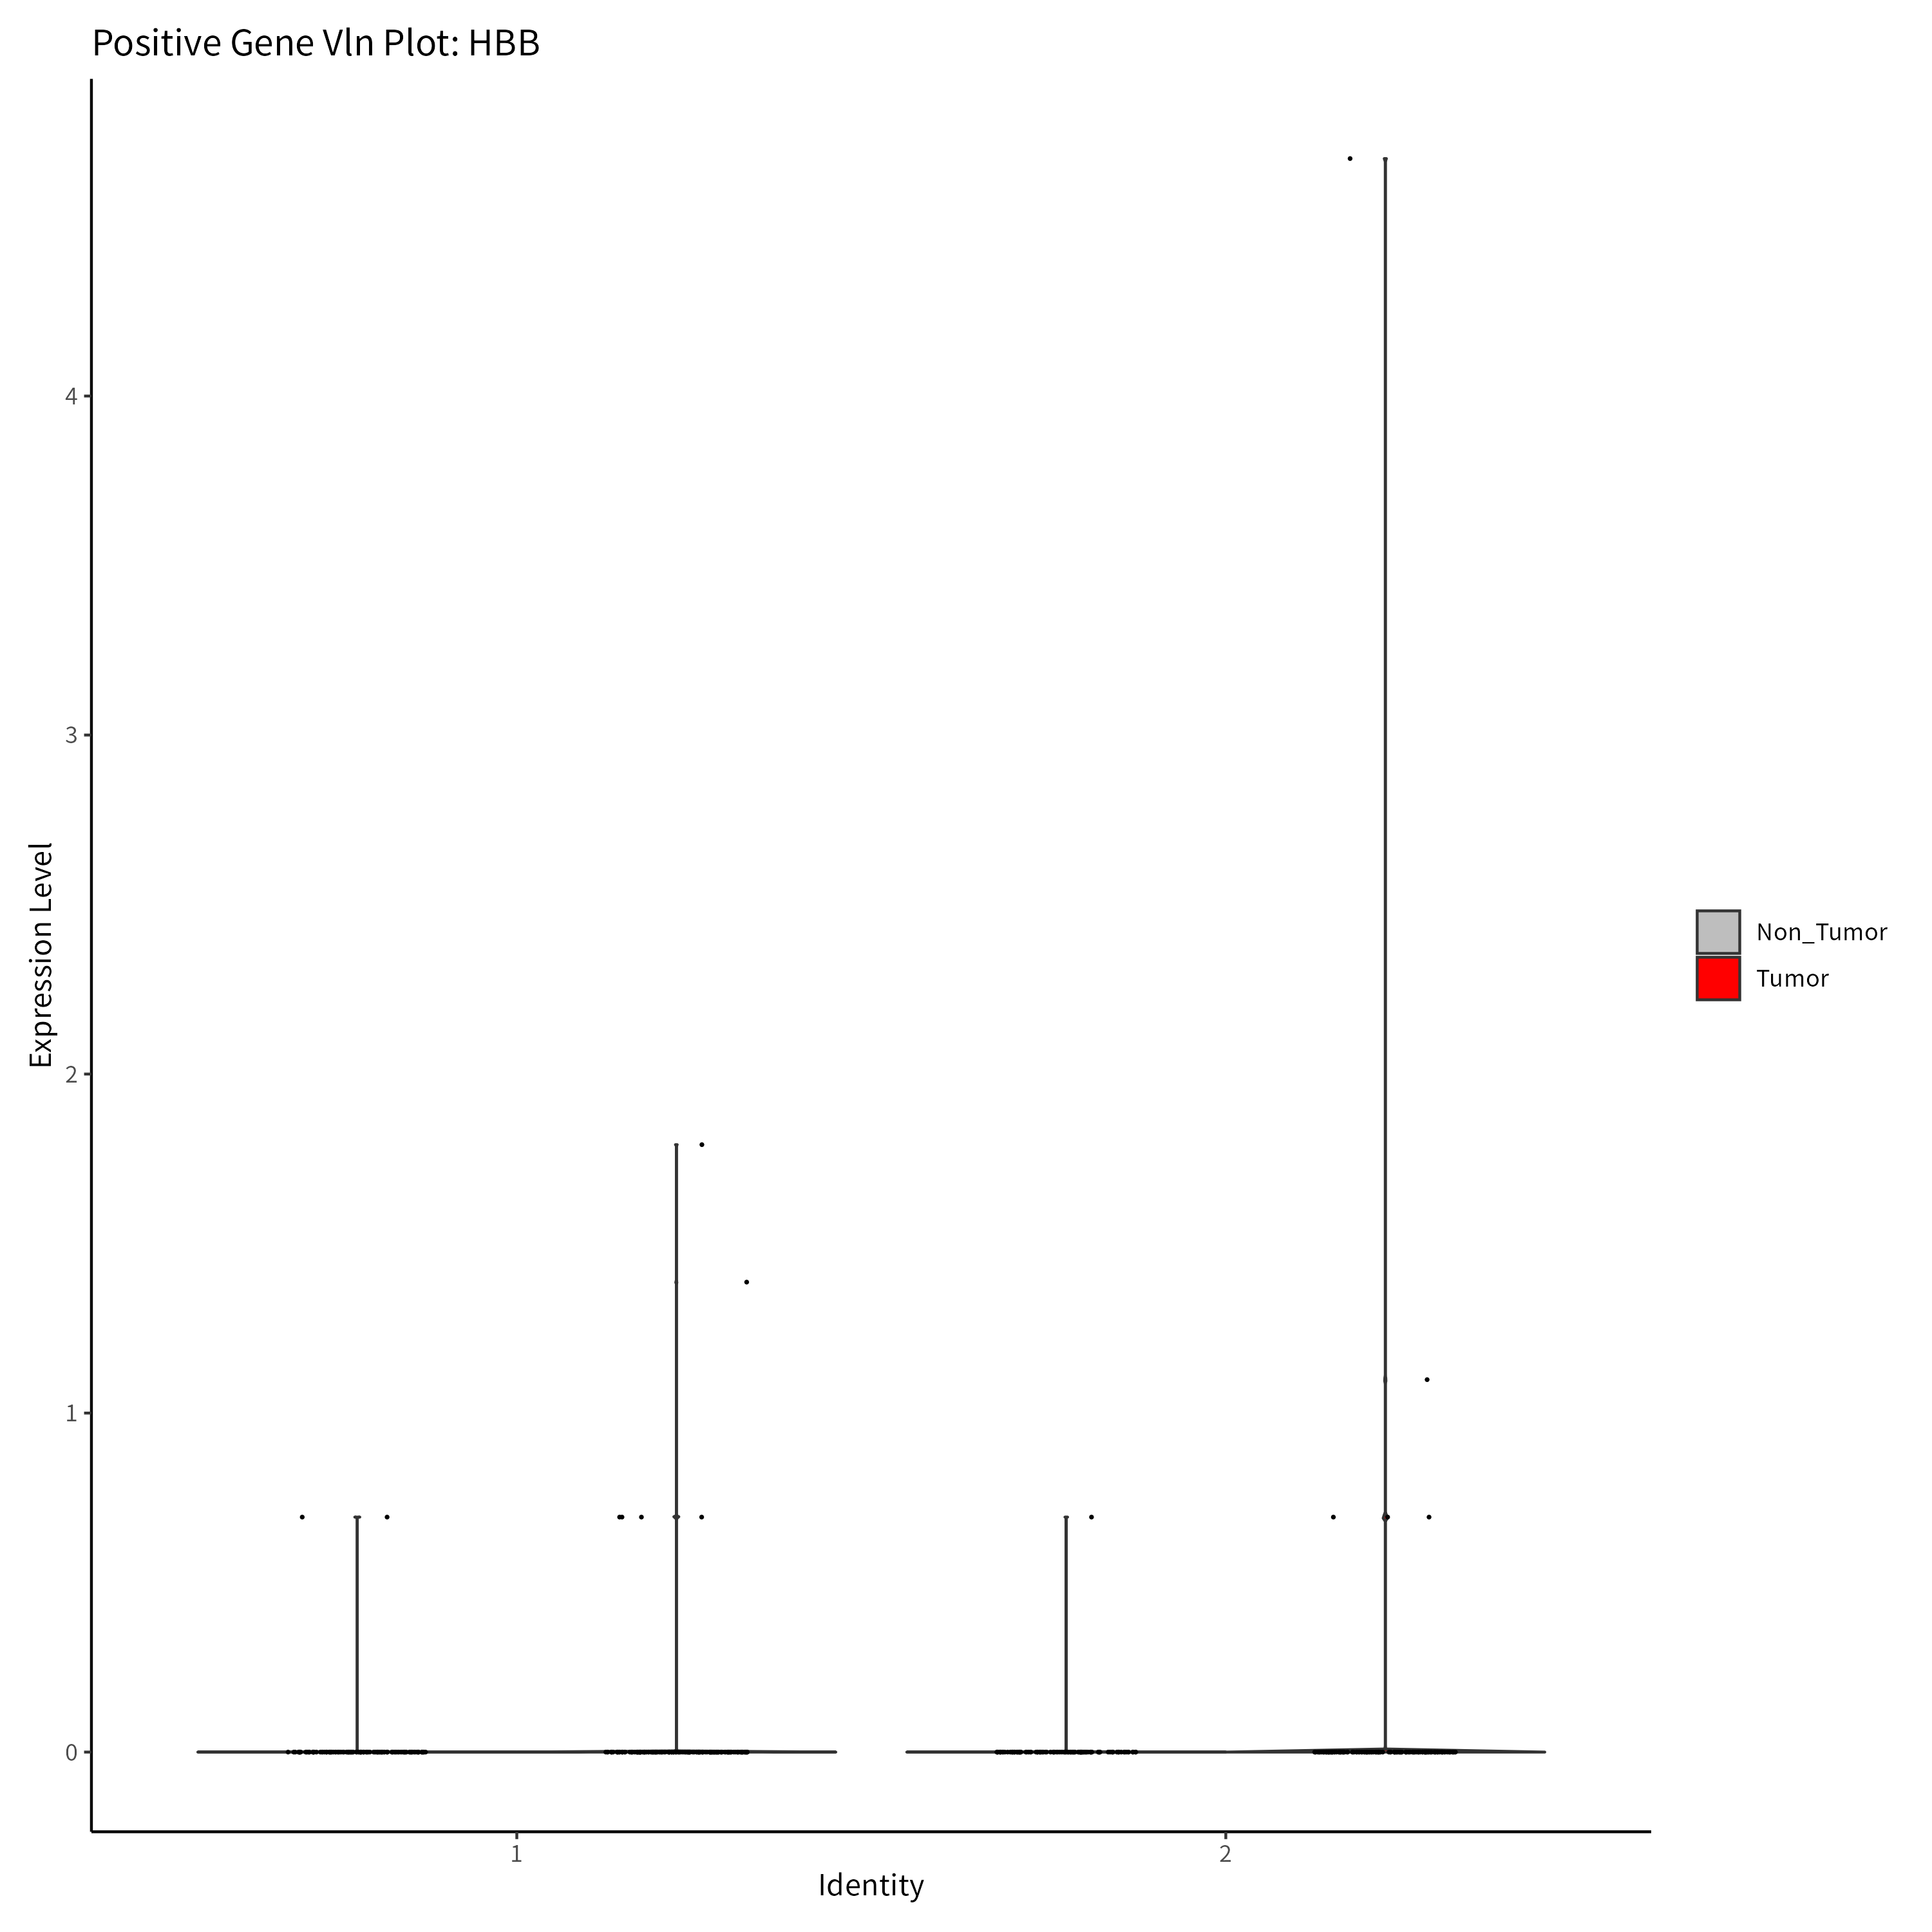 Positive Gene Vln Plot: HBB
Expression Level
4
3
2
1
0
1
2
Identity
Non_Tumor
Tumor